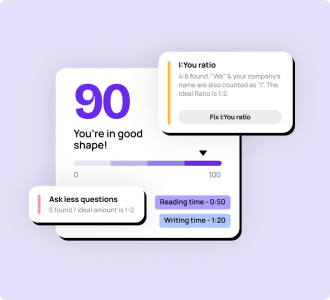 I:You ratio
4:6 found. "We" & your company's
name are also counted as "I". The
Ideal Ratio is 1:2.
Fix I:You ratio
90
You're in good
shape!
0
100
Ask less questions
5 found / ideal amount is 1-2
Reading time - 0:50
Writing time - 1:20